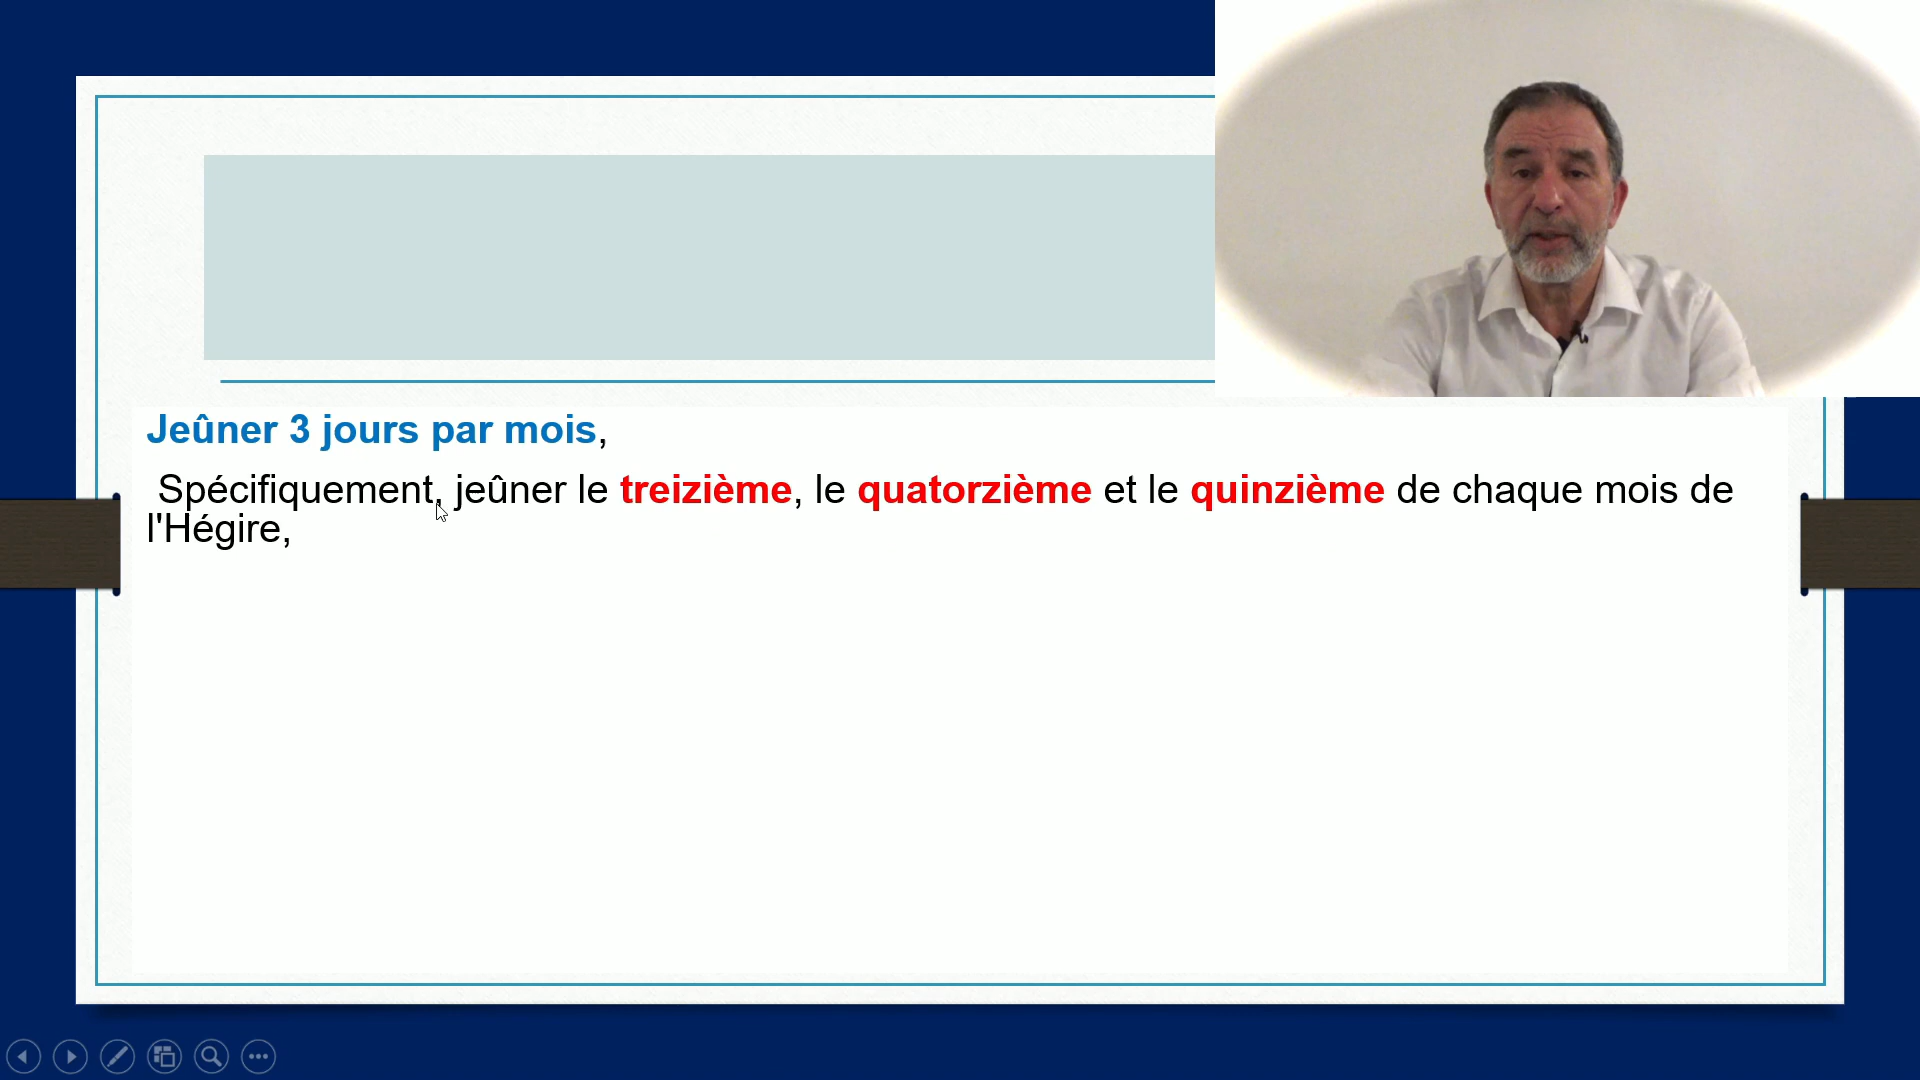 Jeûner 3 jours par mois,
Spécifiquement, jeûner le treizième, le quatorzième et le quinzième de chaque mois de
l'Hégire,